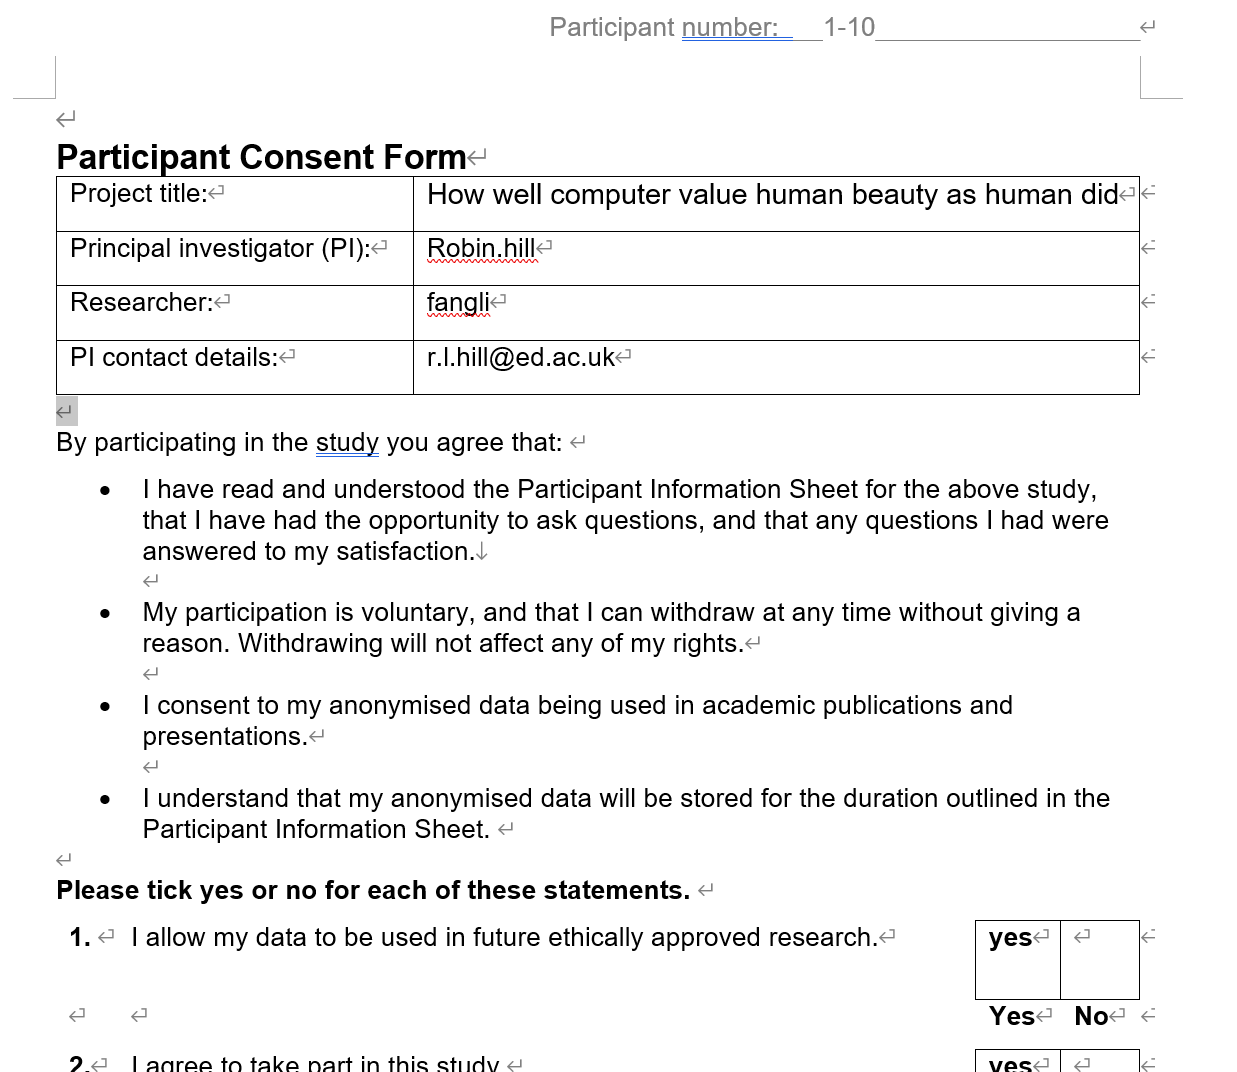 Participant number:__ __1-10___________________
Participant Consent Form
Project title: How well computer value human beauty as human did
Principal investigator (PI): Robin.hill
Researcher: fangli
PI contact details: r.l.hill@ed.ac.uk
By participating in the study you agree that:
• I have read and understood the Participant Information Sheet for the above study,
that I have had the opportunity to ask questions, and that any questions I had were
answered to my satisfaction.
• My participation is voluntary, and that I can withdraw at any time without giving a
reason. Withdrawing will not affect any of my rights.
• I consent to my anonymised data being used in academic publications and
presentations.
• I understand that my anonymised data will be stored for the duration outlined in the
Participant Information Sheet.
Please tick yes or no for each of these statements.
1. I allow my data to be used in future ethically approved research. yes
Yes No
2. I agree to take part in this study yes